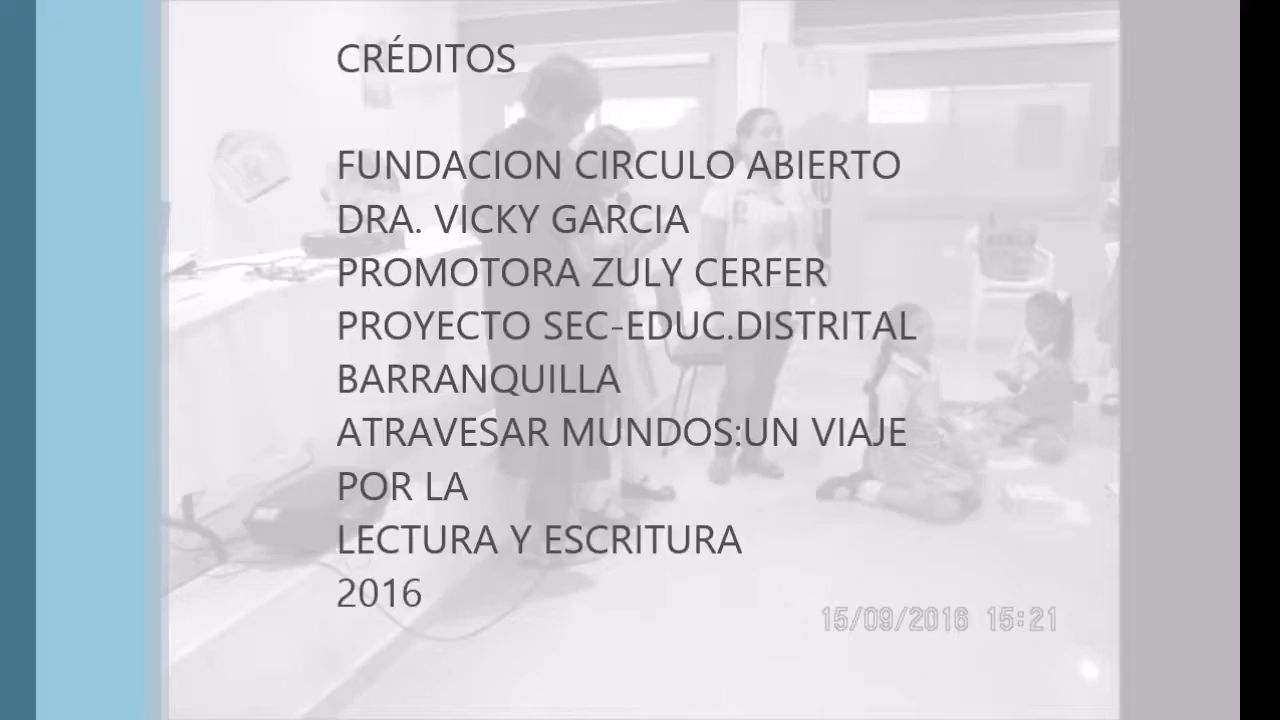 CRÉDITOS
FUNDACION CIRCULO ABIERTO
DRA. VICKY GARCIA
PROMOTORA ZULY CERFER
PROYECTO SEC-EDUC.DISTRITAL
BARRANQUILLA
ATRAVESAR MUNDOS:UN VIAJE
POR LA
LECTURA Y ESCRITURA
2016
15/09/2016 15:21